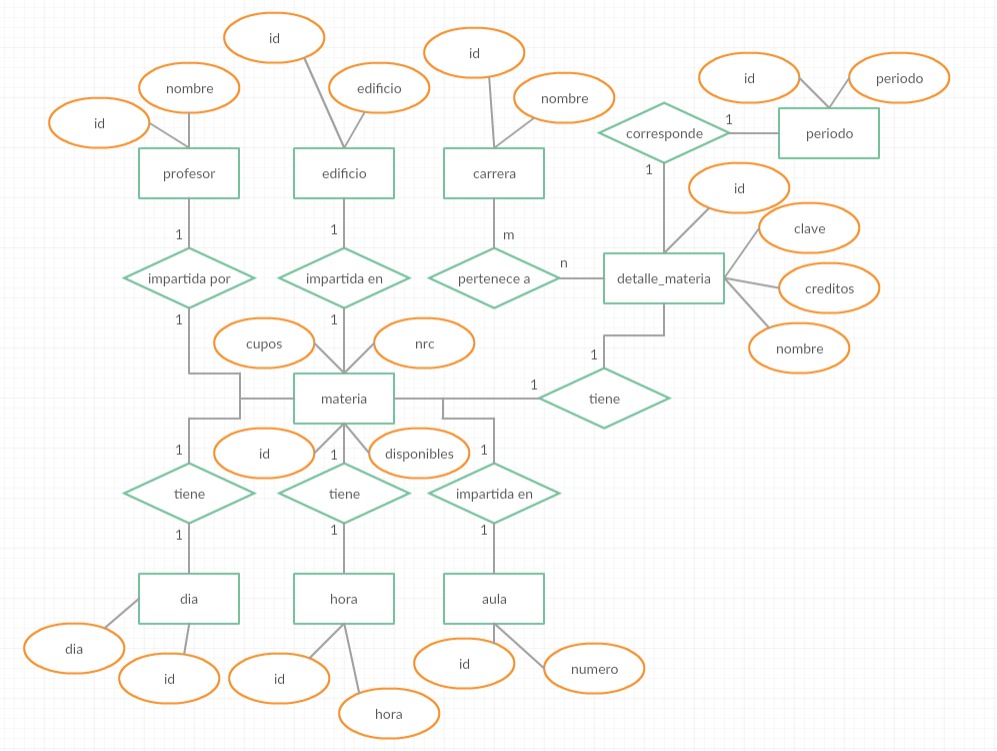 id
id
nombre
edificio
nombre
id
id
periodo
corresponde
1
periodo
profesor
edificio
carrera
1
id
clave
1
1
m
n
impartida por
impartida en
pertenece a
detalle_materia
creditos
1
1
cupos
nrc
nombre
1
1
materia
tiene
id
disponibles
1
1
1
tiene
tiene
impartida en
1
1
1
dia
hora
aula
dia
id
id
id
numero
hora